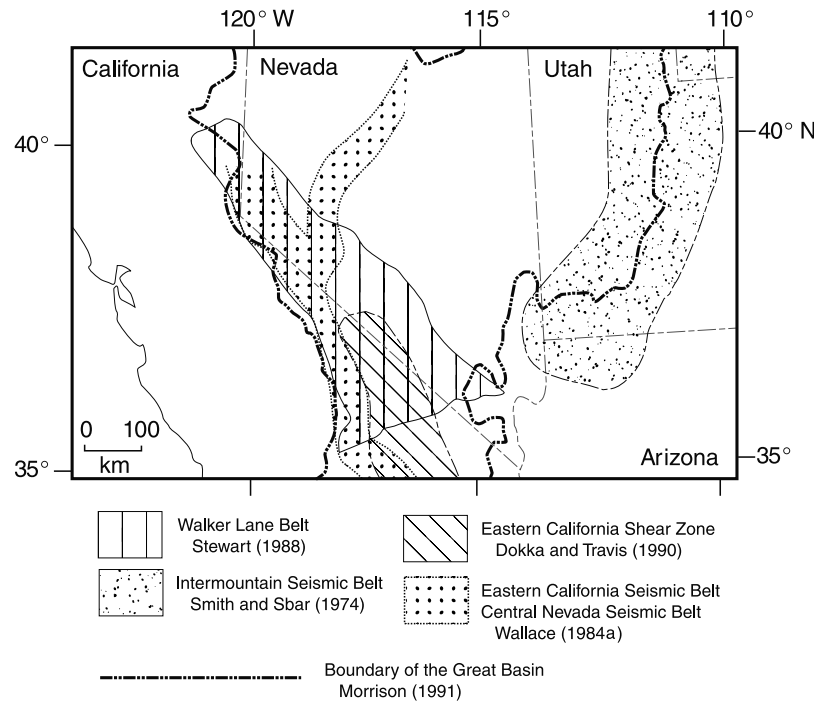 120° W 115° 110°
California Nevada Utah
40° 40° N
0 100
km
Arizona
35° 35°
Walker Lane Belt
Stewart (1988)
Eastern California Shear Zone
Dokka and Travis (1990)
Intermountain Seismic Belt
Smith and Sbar (1974)
Eastern California Seismic Belt
Central Nevada Seismic Belt
Wallace (1984a)
Boundary of the Great Basin
Morrison (1991)